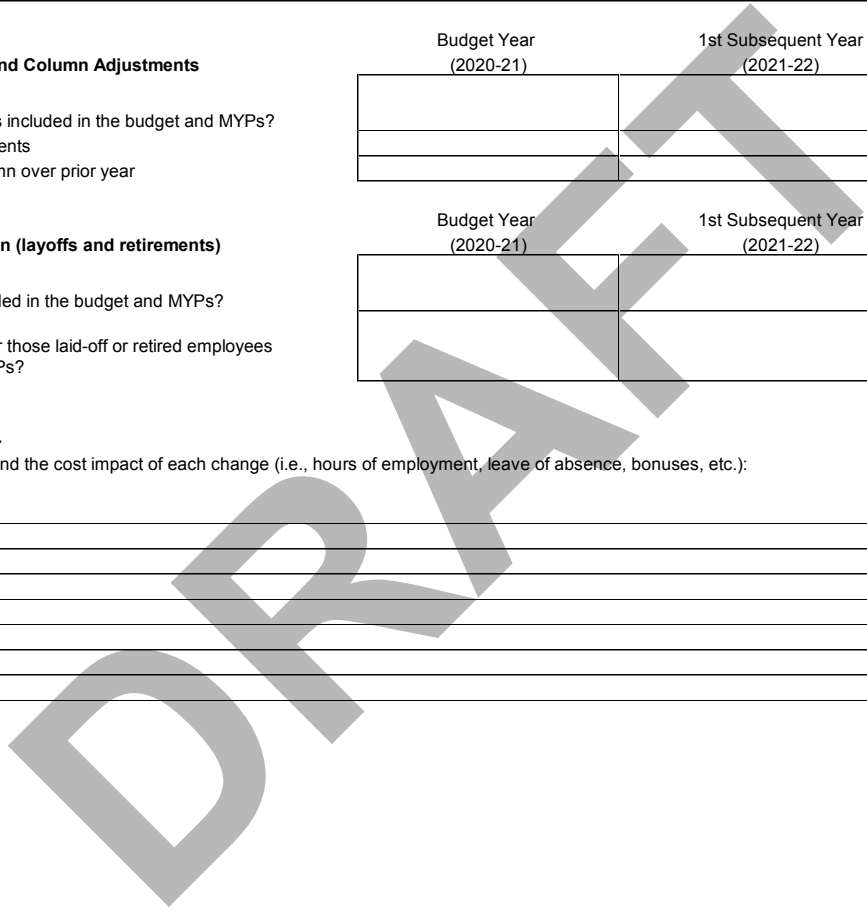 Budget Year 1st Subsequent Year
nd Column Adjustments (2020-21) (2021-22)
s included in the budget and MYPs?
ents
mn over prior year
Budget Year 1st Subsequent Year
n (layoffs and retirements) (2020-21) (2021-22)
ded in the budget and MYPs?
r those laid-off or retired employees
Ps?
nd the cost impact of each change (i.e., hours of employment, leave of absence, bonuses, etc.):
DRAFT